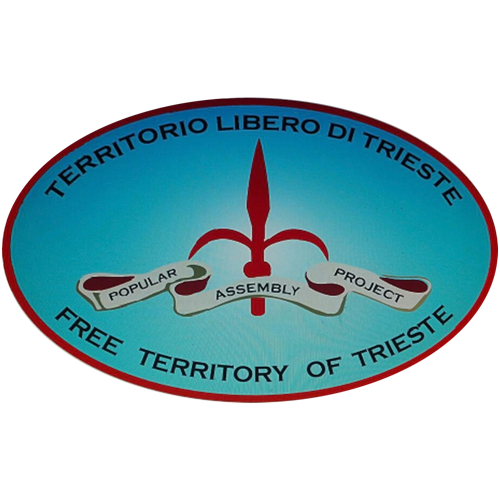 TERRITORIO LIBERO DI TRIESTE
POPULAR ASSEMBLY PROJECT
FREE TERRITORY OF TRIESTE